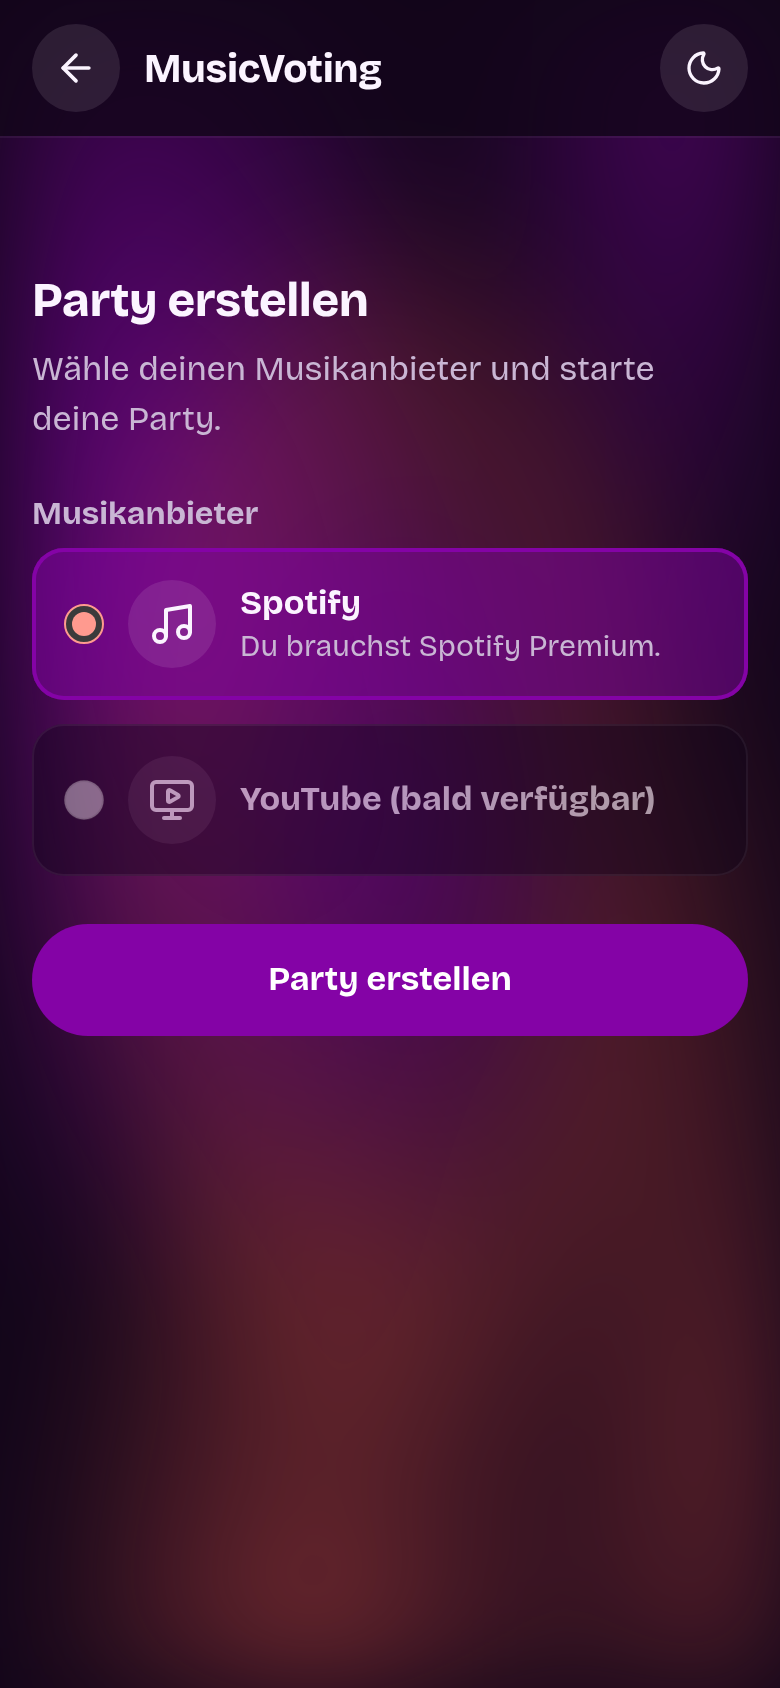 MusicVoting
Party erstellen
Wähle deinen Musikanbieter und starte
deine Party.
Musikanbieter
Spotify
Du brauchst Spotify Premium.
YouTube (bald verfügbar)
Party erstellen